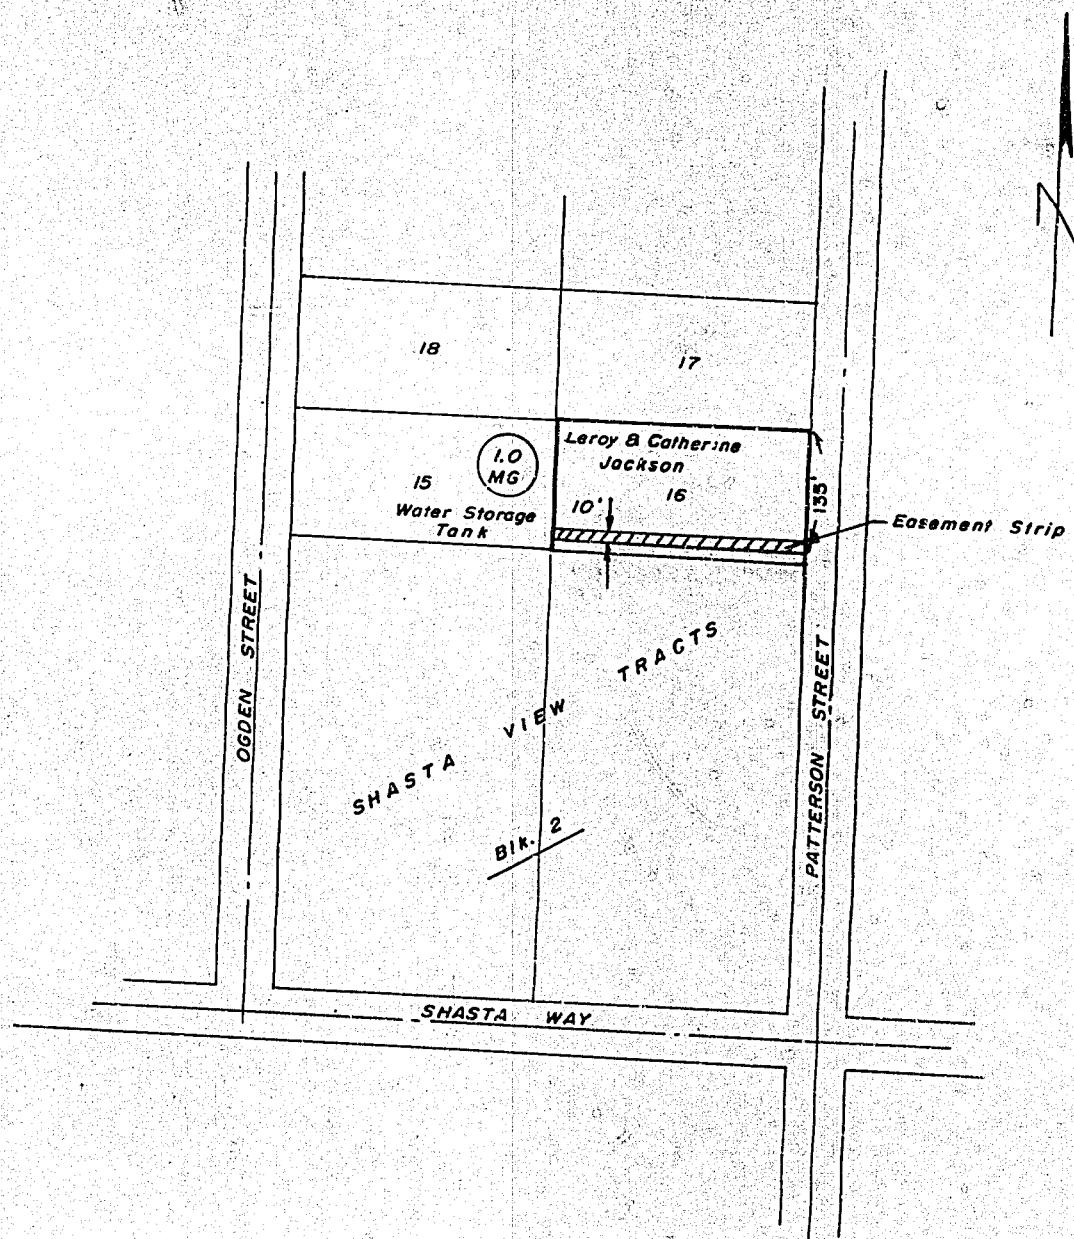 18
17
Leroy & Catherine
Jackson
16
1.0
MG
15
Water Storage
Tank
10'
135'
Easement Strip
OGDEN STREET
PATTERSON STREET
SHASTA VIEW TRACTS
Blk. 2
SHASTA WAY
N